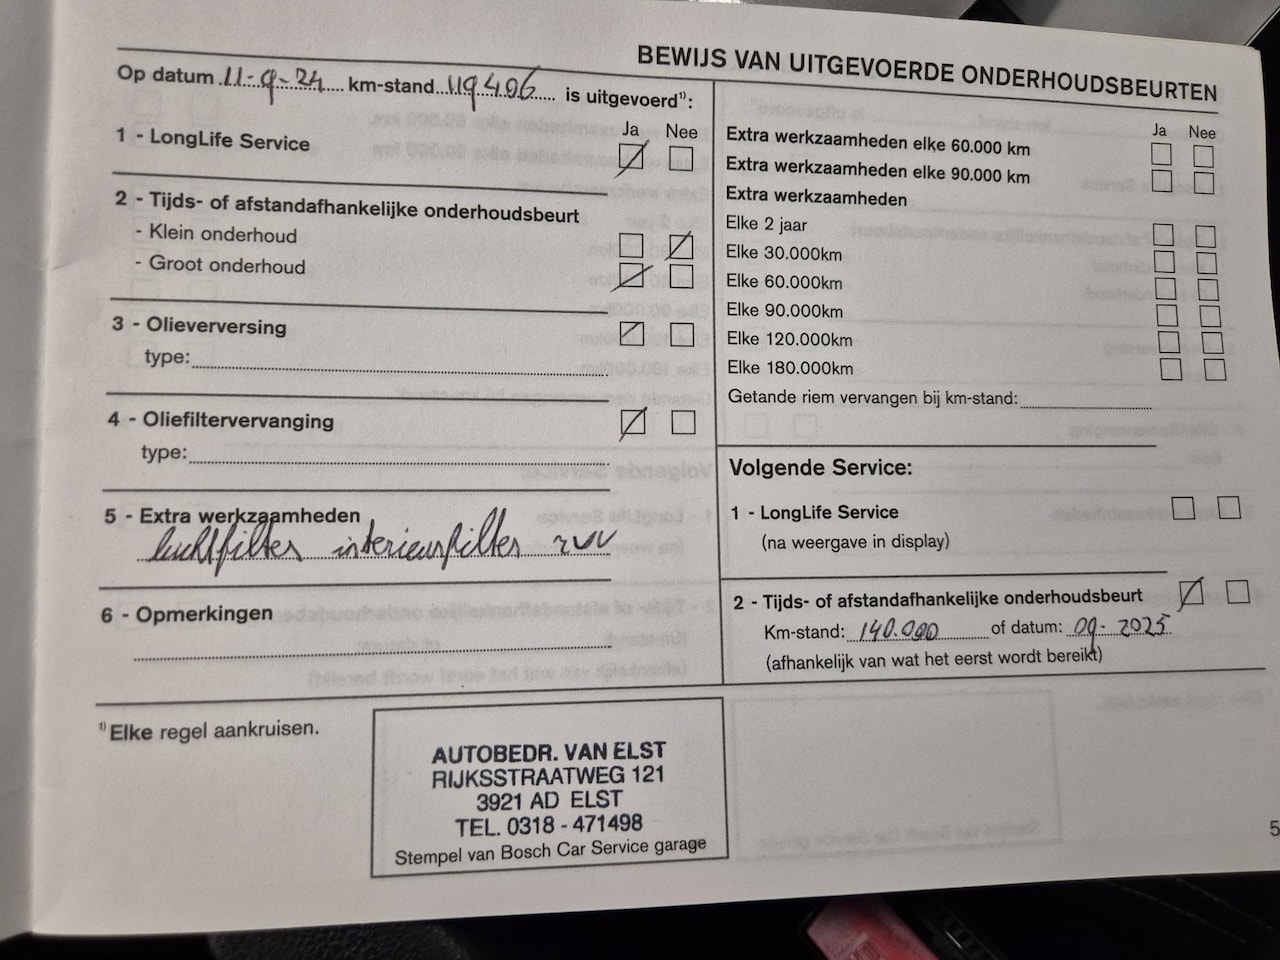 BEWIJS VAN UITGEVOERDE ONDERHOUDSBEURTEN
Op datum 11-9-24 km-stand 119.406 is uitgevoerd¹⁾:
Ja Nee
1 - LongLife Service
2 - Tijds- of afstandafhankelijke onderhoudsbeurt
- Klein onderhoud
- Groot onderhoud
3 - Olieverversing
type:
4 - Oliefiltervervanging
type:
5 - Extra werkzaamheden
luchtfilter interieurfilter
6 - Opmerkingen
¹⁾Elke regel aankruisen.
AUTOBEDR. VAN ELST
RIJKSSTRAATWEG 121
3921 AD ELST
TEL. 0318 - 471498
Stempel van Bosch Car Service garage
Ja Nee
Extra werkzaamheden elke 60.000 km
Extra werkzaamheden elke 90.000 km
Extra werkzaamheden
Elke 2 jaar
Elke 30.000km
Elke 60.000km
Elke 90.000km
Elke 120.000km
Elke 180.000km
Getande riem vervangen bij km-stand:
Volgende Service:
1 - LongLife Service
(na weergave in display)
2 - Tijds- of afstandafhankelijke onderhoudsbeurt
Km-stand: 140.000 of datum: 09-2025
(afhankelijk van wat het eerst wordt bereikt)
5